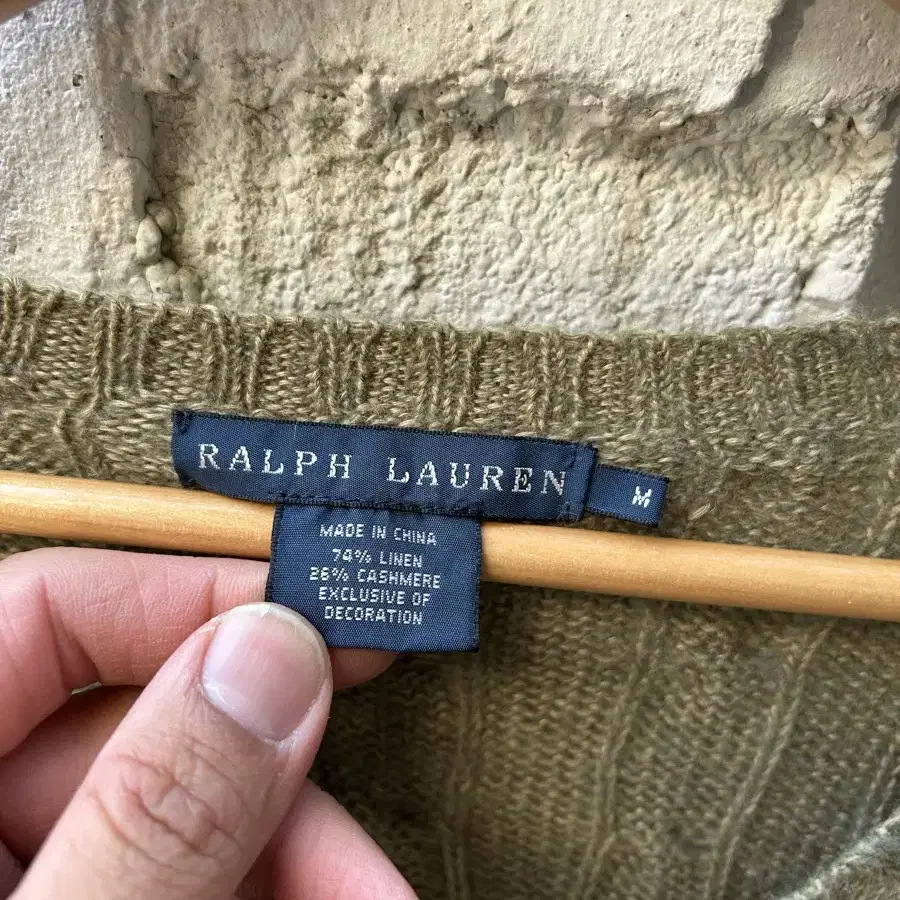 RALPH LAUREN
M
MADE IN CHINA
74% LINEN
26% CASHMERE
EXCLUSIVE OF
DECORATION